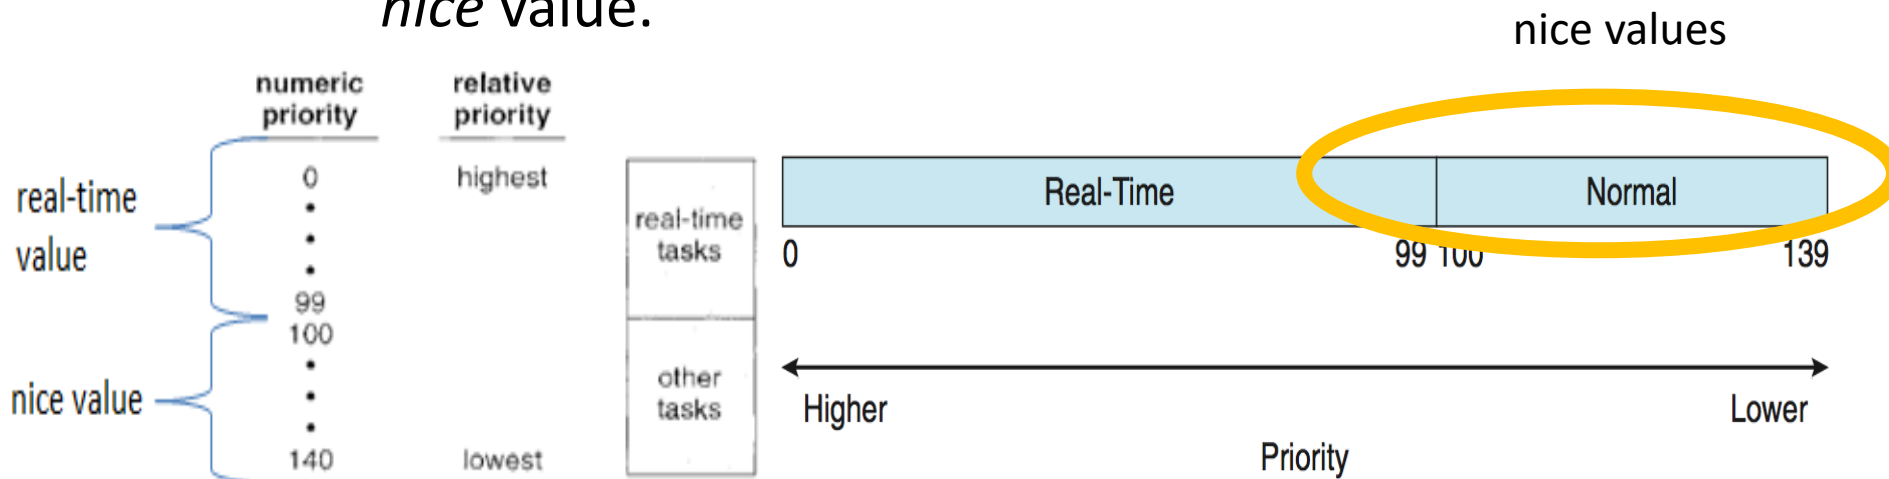 nice value.
nice values
numeric
priority
relative
priority
real-time
value
0
highest
99
100
nice value
140
lowest
real-time
tasks
other
tasks
Real-Time
Normal
0
99
100
139
Higher
Lower
Priority